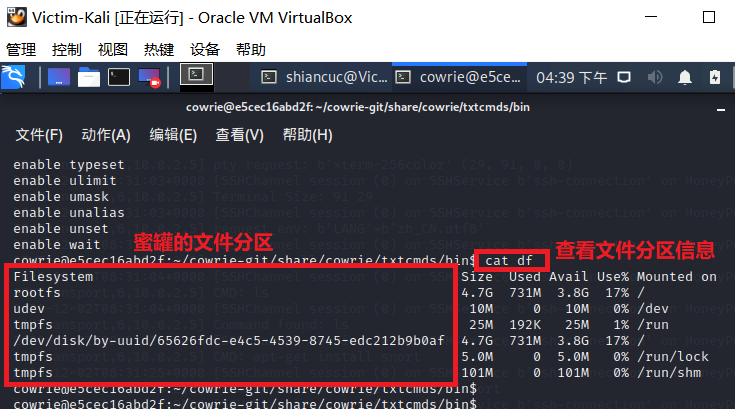 Victim-Kali [正在运行] - Oracle VM VirtualBox
管理 控制 视图 热键 设备 帮助
shiancuc@Vic... cowrie@e5cec... 04:39 下午
cowrie@e5cec16abd2f: ~/cowrie-git/share/cowrie/txtcmds/bin
文件(F) 动作(A) 编辑(E) 查看(V) 帮助(H)
enable typeset
enable ulimit
enable umask
enable unalias
enable unset
enable wait
蜜罐的文件分区
查看文件分区信息
cowrie@e5cec16abd2f:~/cowrie-git/share/cowrie/txtcmds/bin$ cat df
Filesystem Size Used Avail Use% Mounted on
rootfs 4.7G 731M 3.8G 17% /
udev 10M 0 10M 0% /dev
tmpfs 25M 192K 25M 1% /run
/dev/disk/by-uuid/65626fdc-e4c5-4539-8745-edc212b9b0af 4.7G 731M 3.8G 17% /
tmpfs 5.0M 0 5.0M 0% /run/lock
tmpfs 101M 0 101M 0% /run/shm
cowrie@e5cec16abd2f:~/cowrie-git/share/cowrie/txtcmds/bin$
cowrie@e5cec16abd2f:~/cowrie-git/share/cowrie/txtcmds/bin$